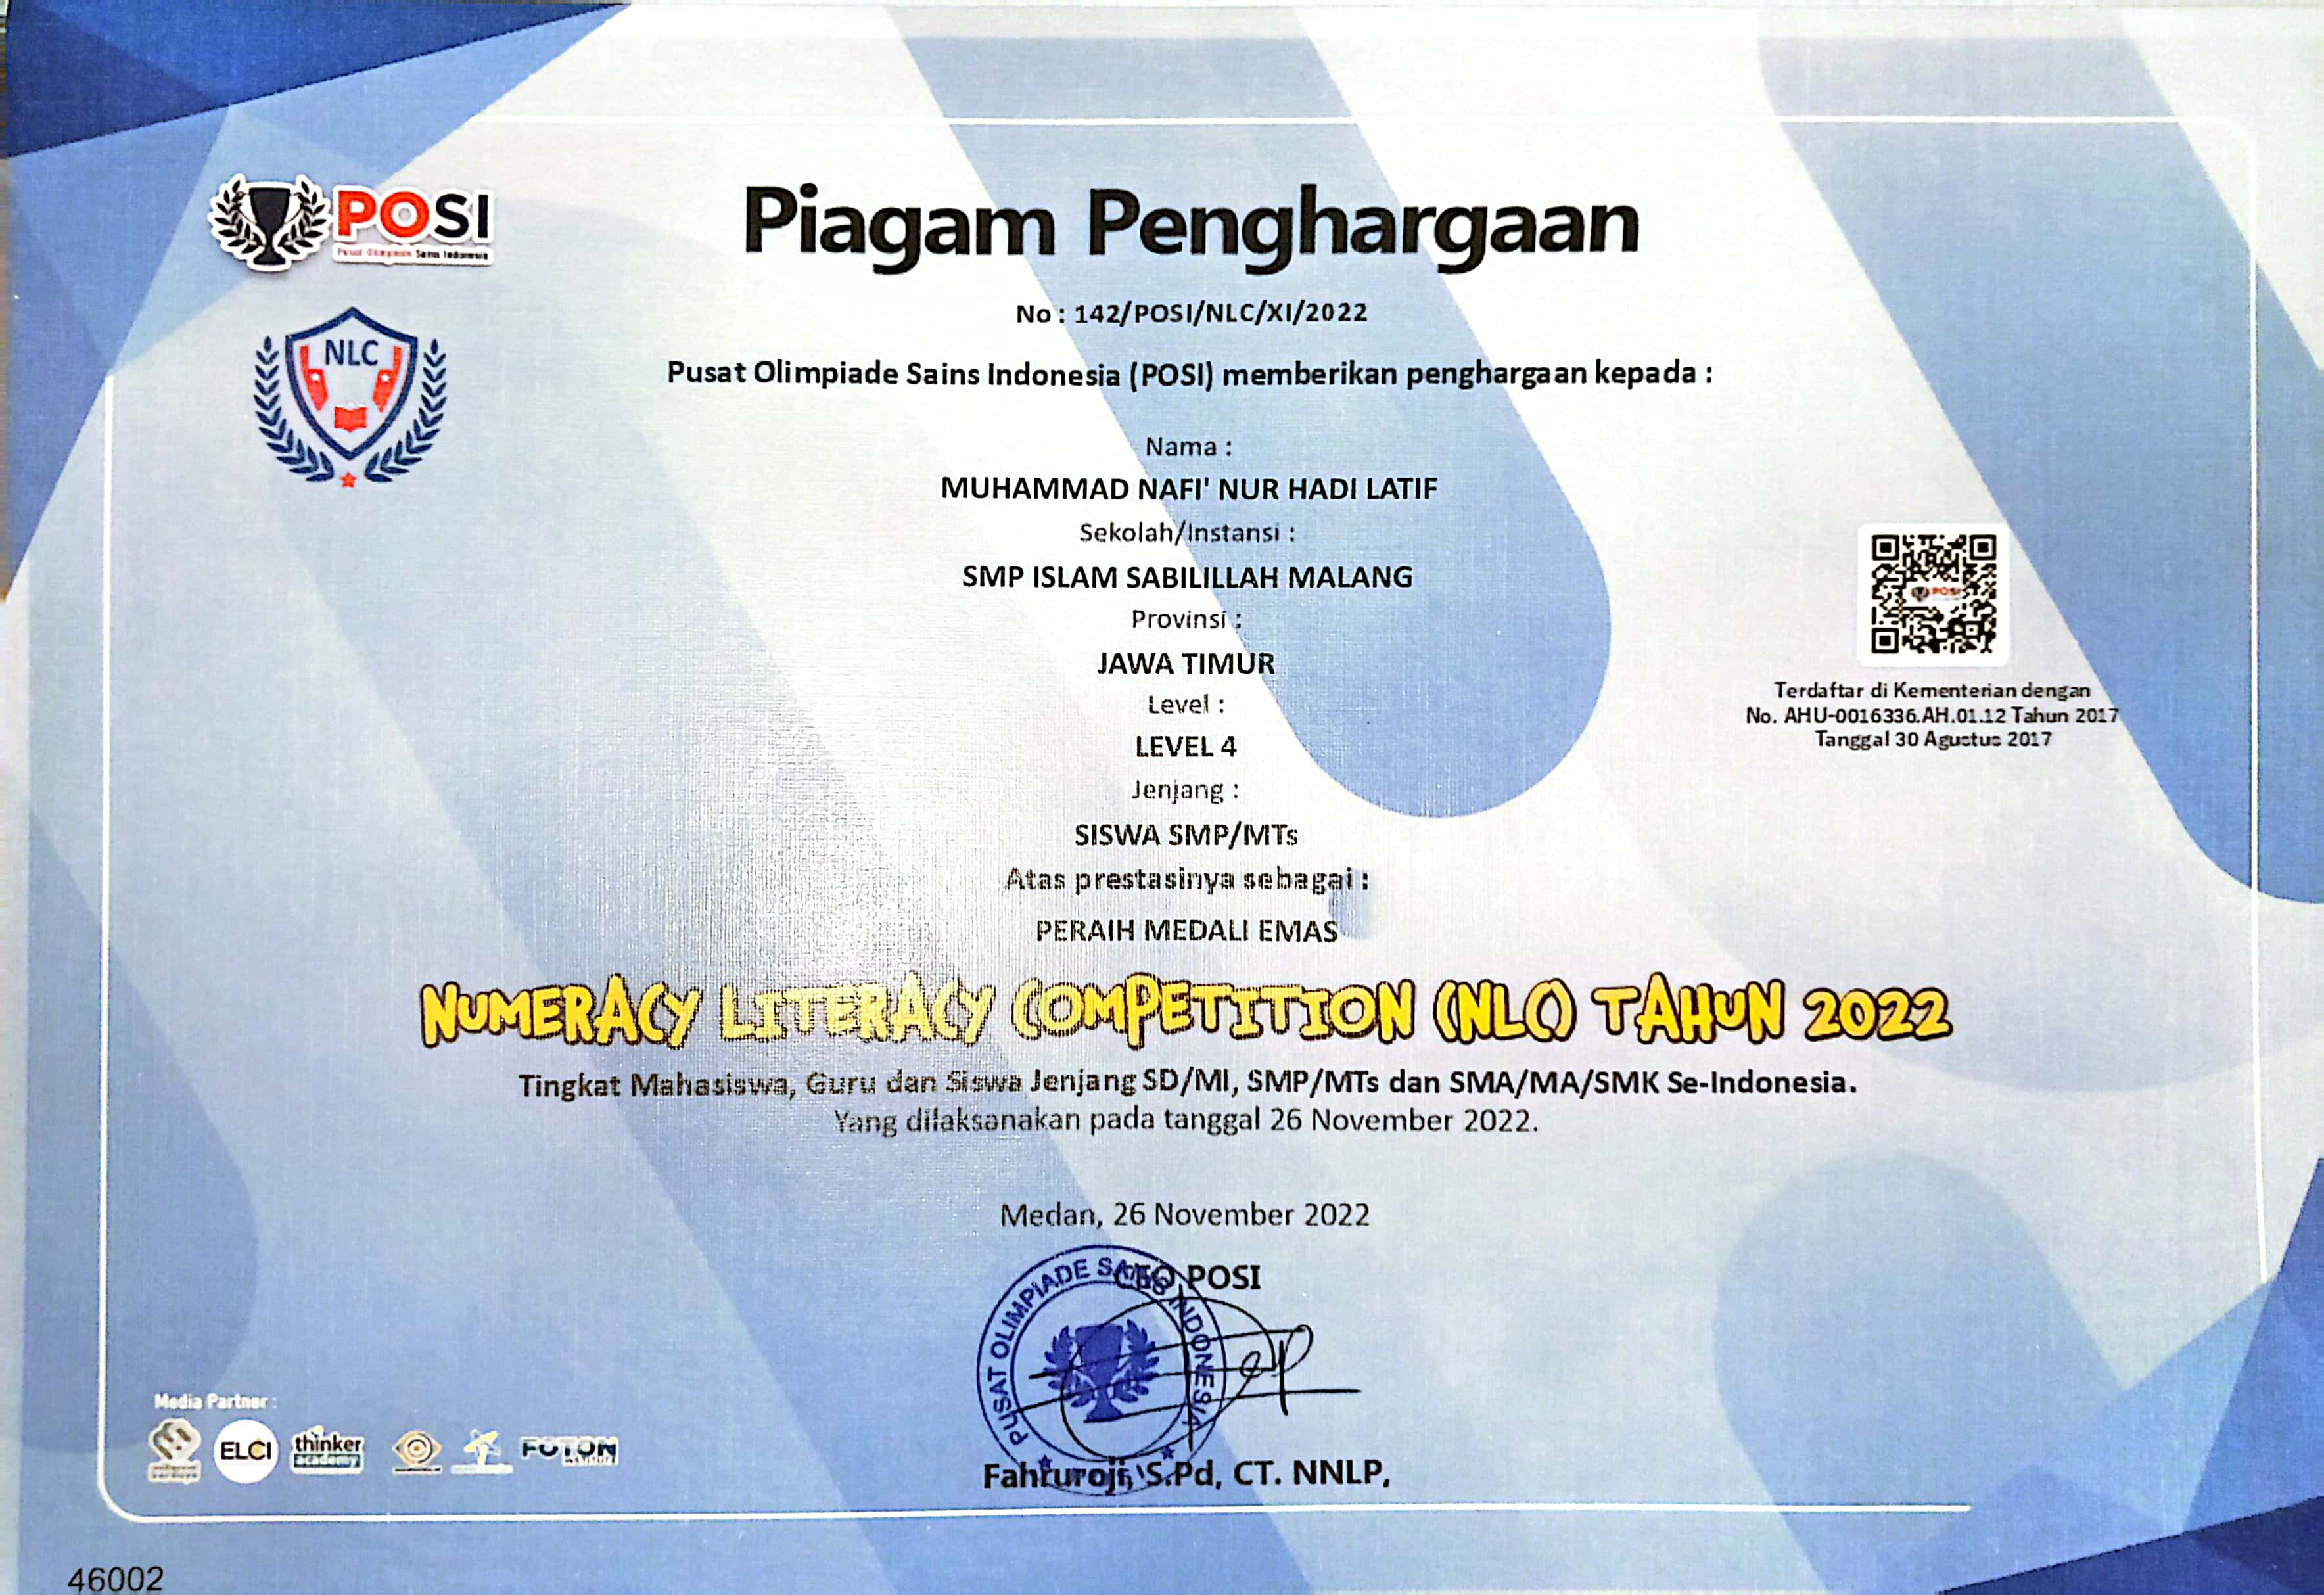 POSI
Pusat Olimpiade Sains Indonesia
NLC
Piagam Penghargaan
No : 142/POSI/NLC/XI/2022
Pusat Olimpiade Sains Indonesia (POSI) memberikan penghargaan kepada :
Nama :
MUHAMMAD NAFI' NUR HADI LATIF
Sekolah/Instansi :
SMP ISLAM SABILILLAH MALANG
Provinsi :
JAWA TIMUR
Level :
LEVEL 4
Jenjang :
SISWA SMP/MTs
Atas prestasinya sebagai :
PERAIH MEDALI EMAS
POSI
Terdaftar di Kementerian dengan
No. AHU-0016336.AH.01.12 Tahun 2017
Tanggal 30 Agustus 2017
NUMERACY LITERACY COMPETITION (NLC) TAHUN 2022
Tingkat Mahasiswa, Guru dan Siswa Jenjang SD/MI, SMP/MTs dan SMA/MA/SMK Se-Indonesia.
Yang dilaksanakan pada tanggal 26 November 2022.
Medan, 26 November 2022
CEO POSI
PUSAT OLIMPIADE SAINS INDONESIA
Fahruroji, S.Pd, CT. NNLP,
Media Partner :
ELCI
thinker
academy
FOTON
46002